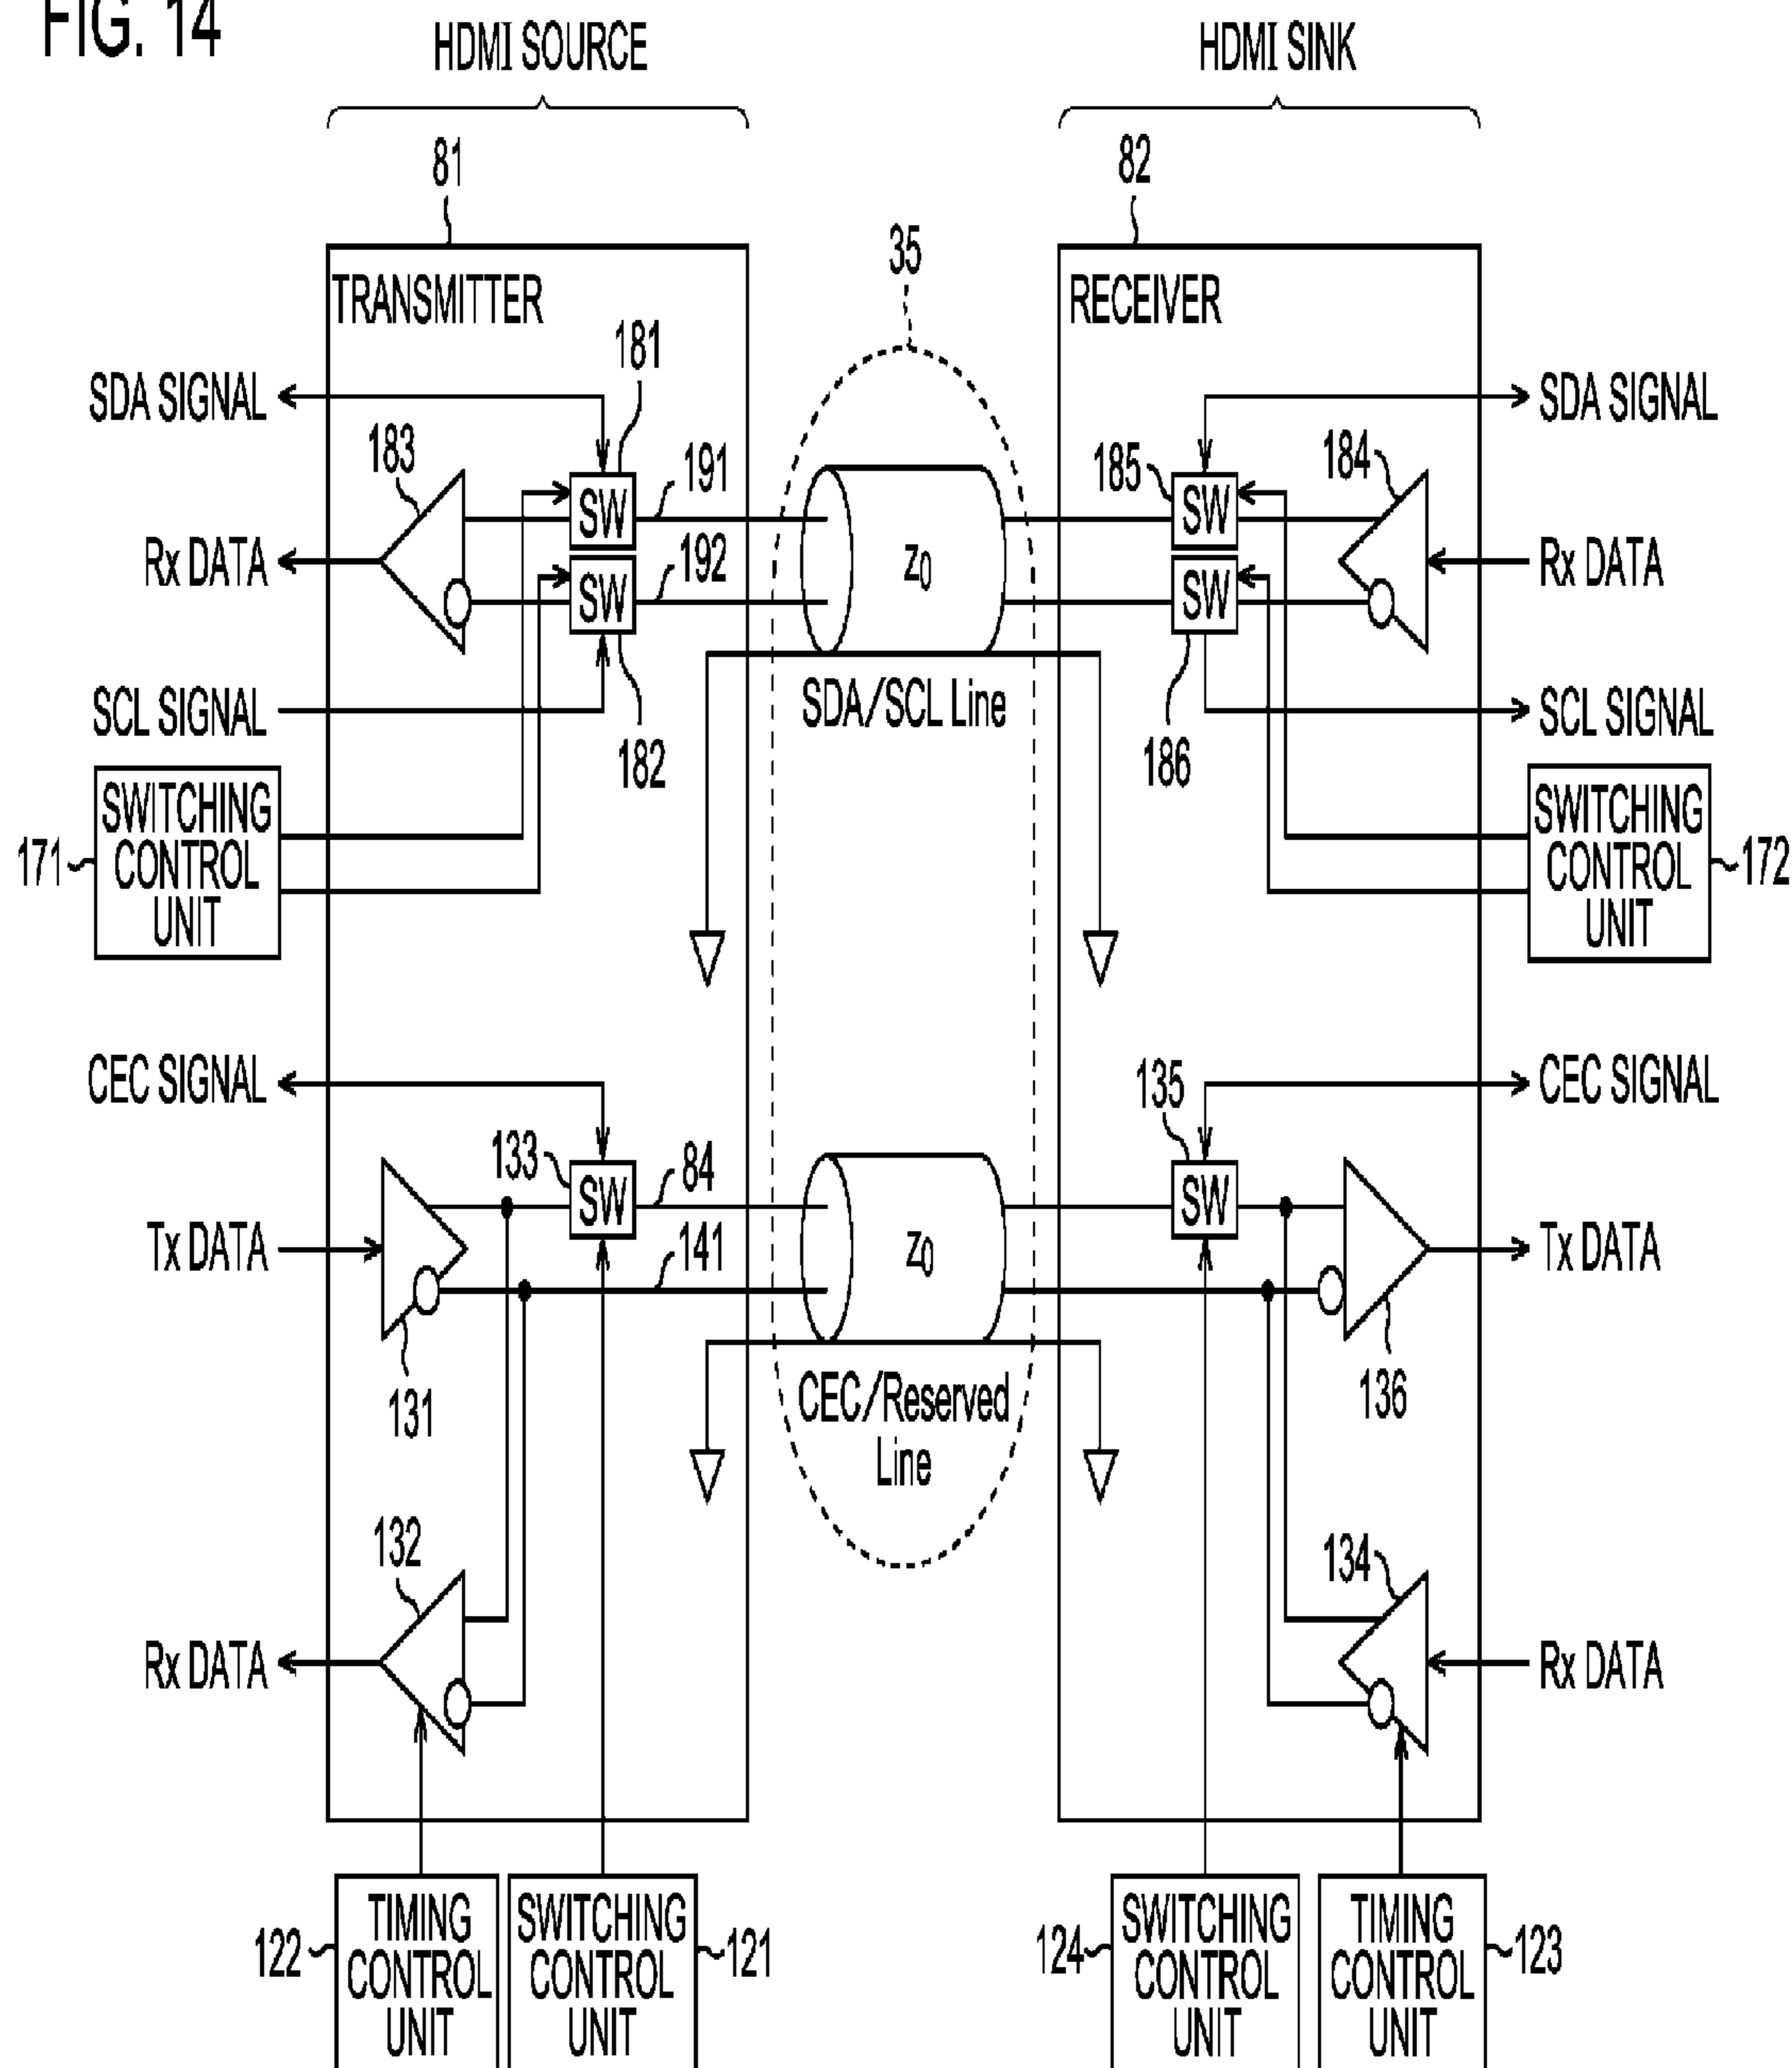 FIG. 14
HDMI SOURCE
HDMI SINK
81
82
35
TRANSMITTER
RECEIVER
181
SDA SIGNAL
SDA SIGNAL
183
191
185
184
SW
SW
Rx DATA
192
Z0
Rx DATA
SW
SW
SCL SIGNAL
182
SDA/SCL Line
186
SCL SIGNAL
171
SWITCHING
CONTROL
UNIT
SWITCHING
CONTROL
UNIT
172
CEC SIGNAL
135
CEC SIGNAL
133
84
SW
SW
Tx DATA
141
Z0
Tx DATA
131
CEC/Reserved
Line
136
132
134
Rx DATA
Rx DATA
122
TIMING
CONTROL
UNIT
SWITCHING
CONTROL
UNIT
121
124
SWITCHING
CONTROL
UNIT
TIMING
CONTROL
UNIT
123